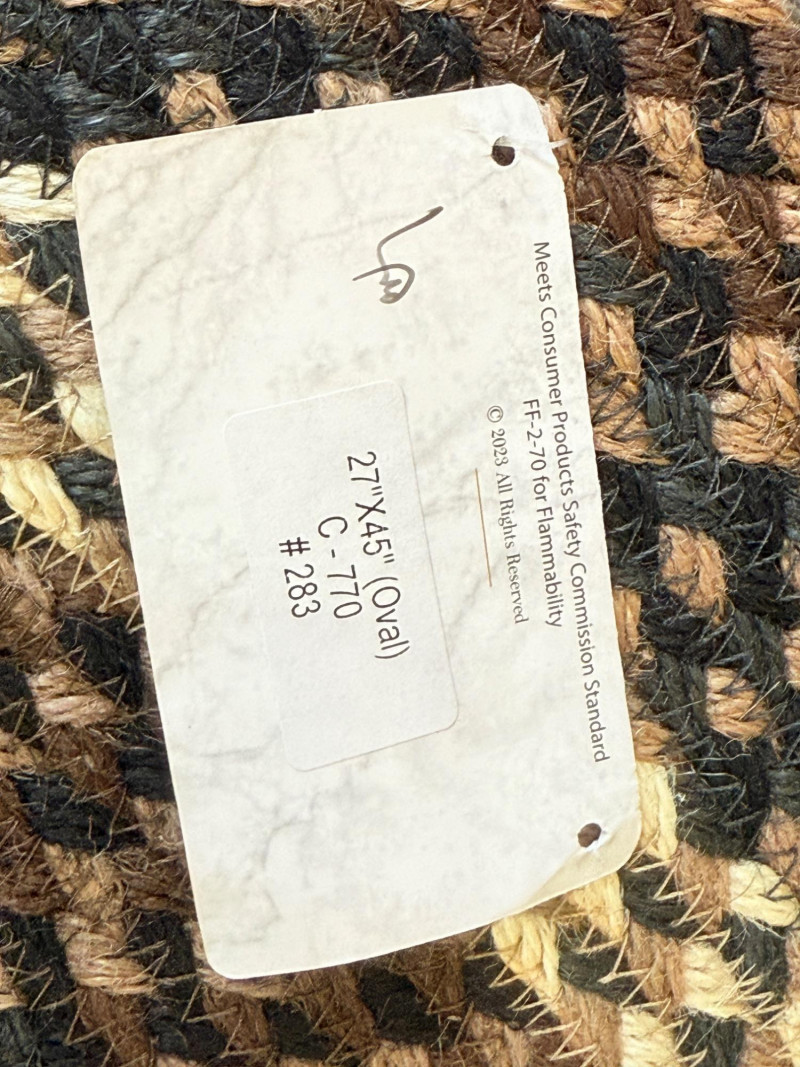 Meets Consumer Products Safety Commission Standard
FF-2-70 for Flammability
© 2023 All Rights Reserved
27"X45" (Oval)
C - 770
# 283